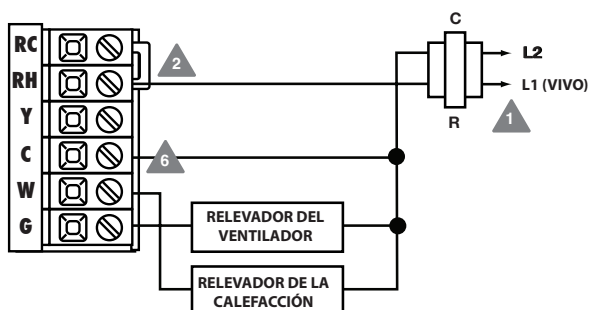 RC
RH
Y
C
W
G
2
6
C
R
L2
L1 (VIVO)
1
RELEVADOR DEL
VENTILADOR
RELEVADOR DE LA
CALEFACCIÓN